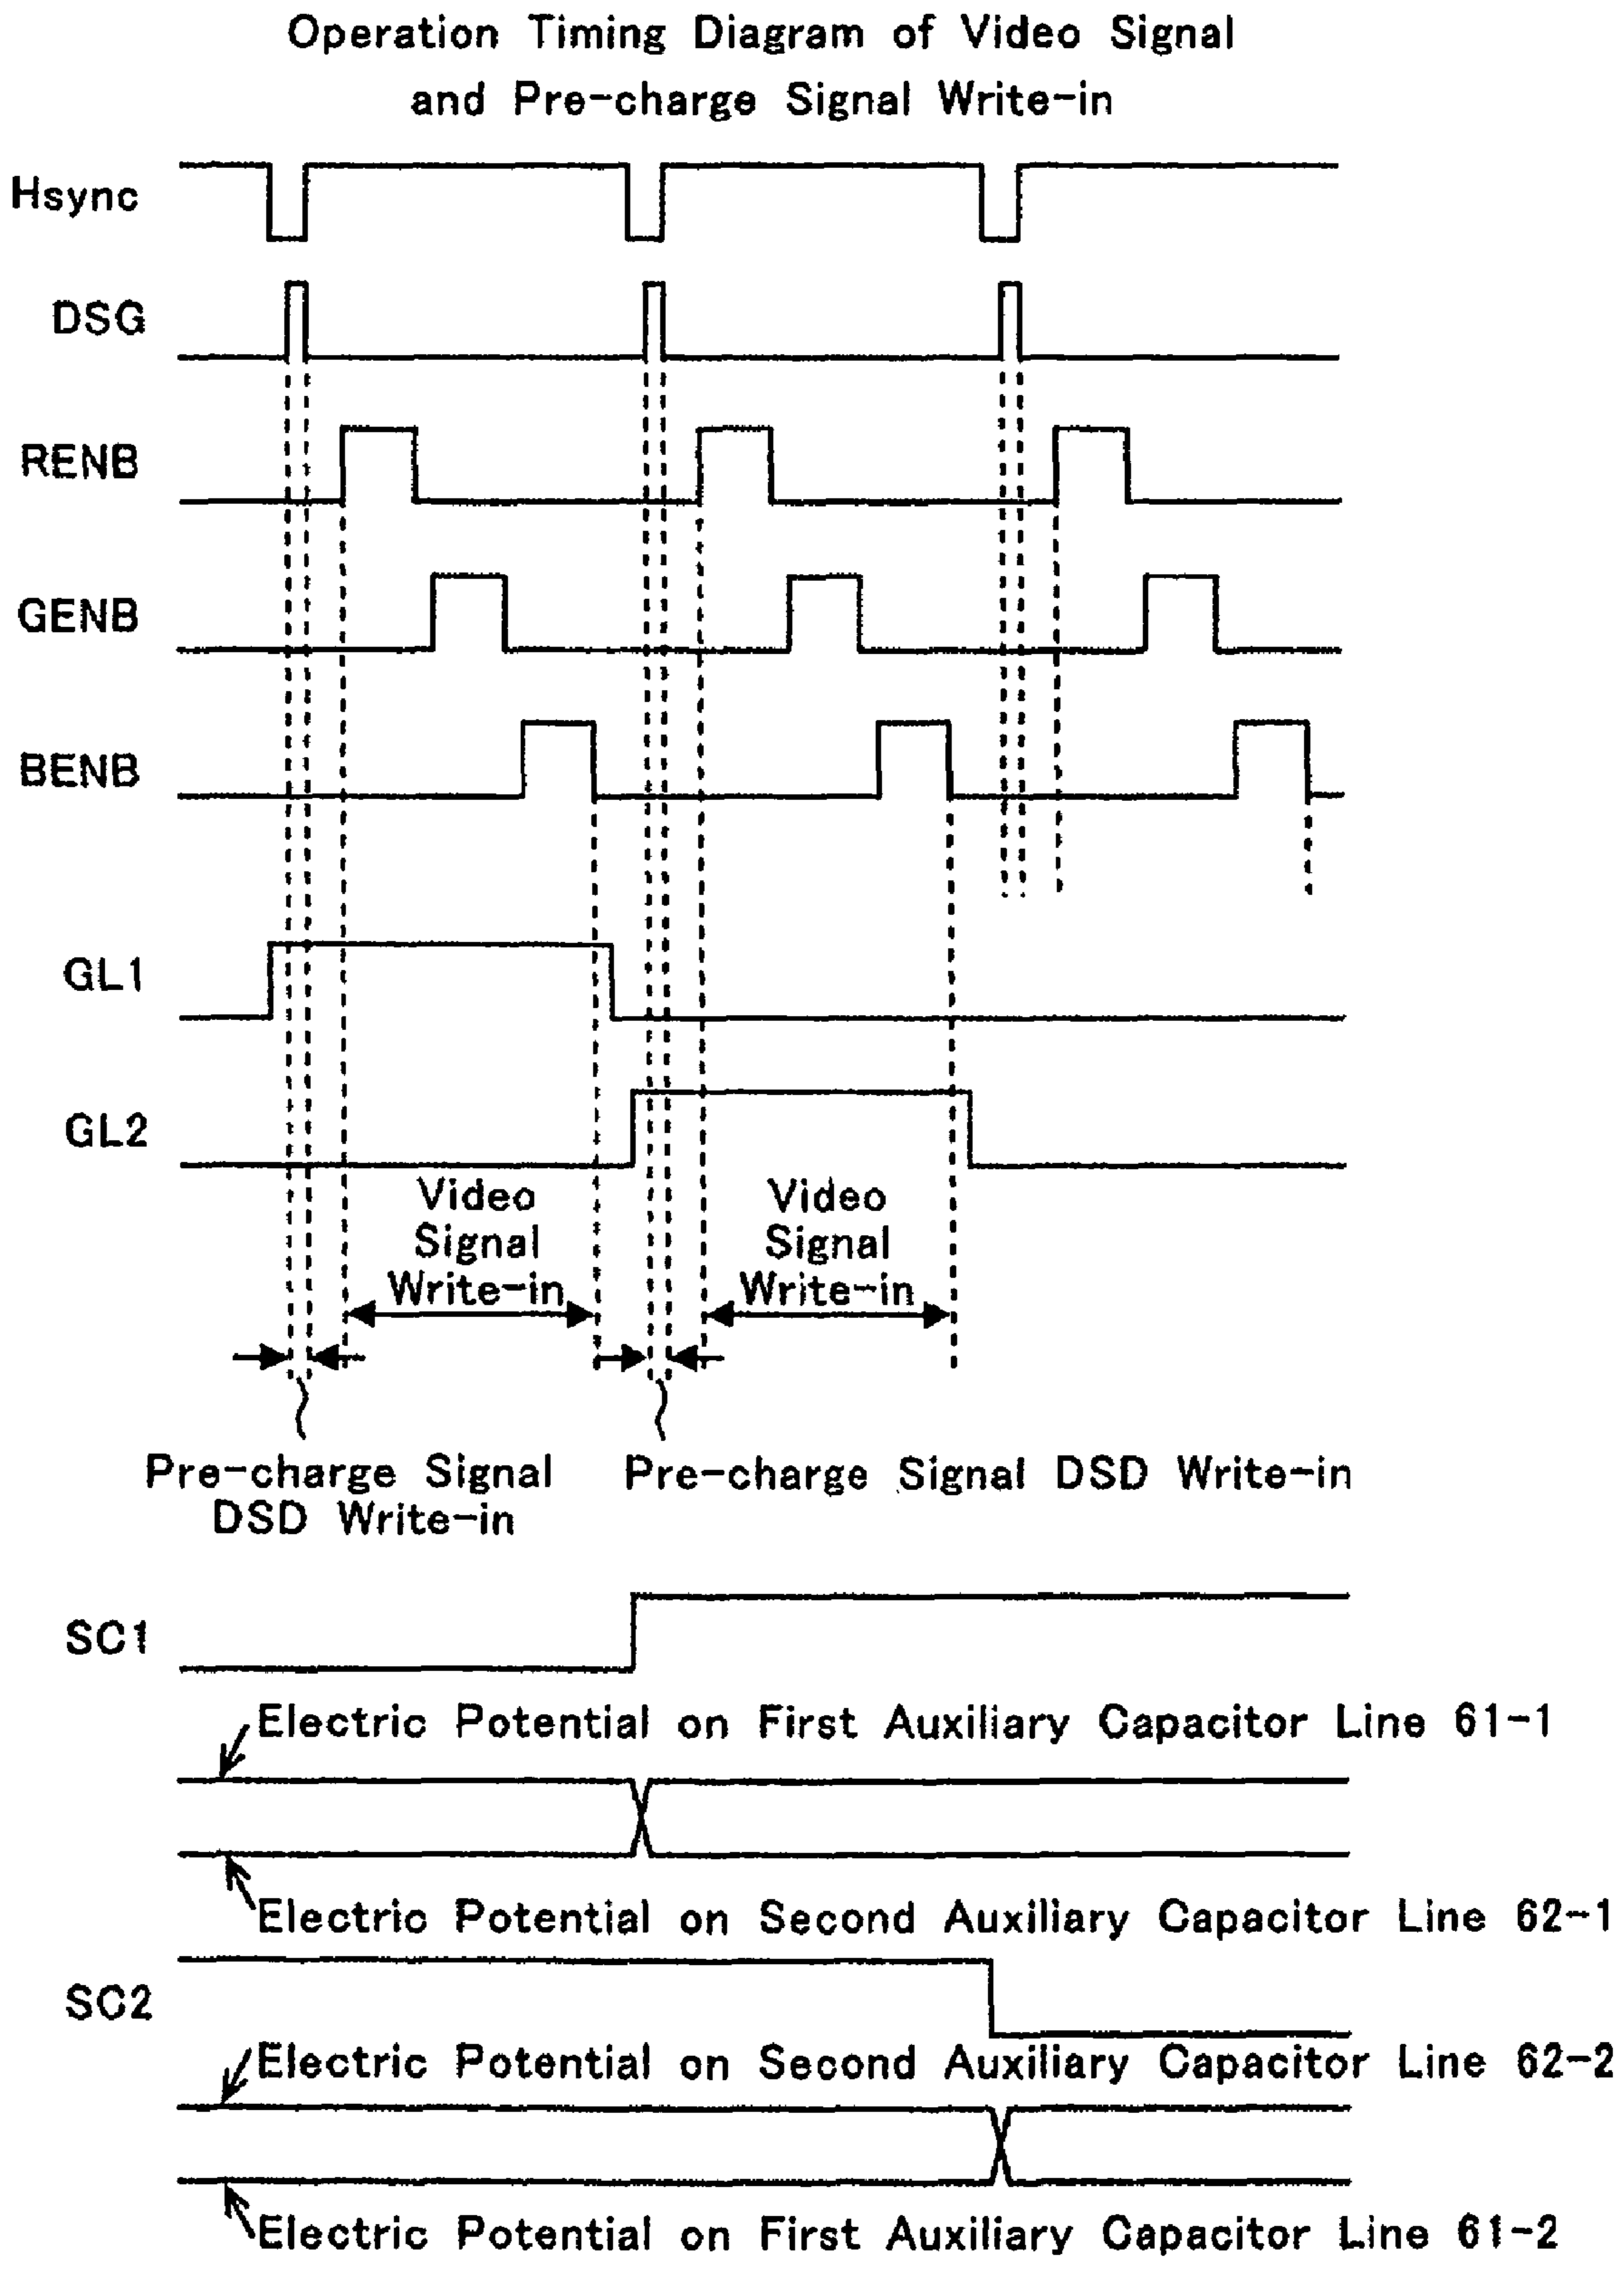 Operation Timing Diagram of Video Signal
and Pre-charge Signal Write-in
Hsync
DSG
RENB
GENB
BENB
GL1
GL2
Video
Signal
Write-in
Video
Signal
Write-in
Pre-charge Signal
DSD Write-in
Pre-charge Signal DSD Write-in
SC1
Electric Potential on First Auxiliary Capacitor Line 61-1
Electric Potential on Second Auxiliary Capacitor Line 62-1
SC2
Electric Potential on Second Auxiliary Capacitor Line 62-2
Electric Potential on First Auxiliary Capacitor Line 61-2